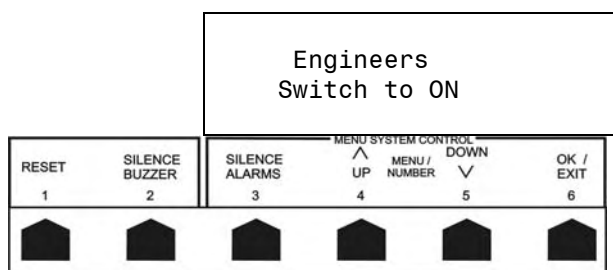 Engineers
Switch to ON
MENU SYSTEM CONTROL
RESET
1
SILENCE
BUZZER
2
SILENCE
ALARMS
3
UP
4
MENU /
NUMBER
DOWN
5
OK /
EXIT
6